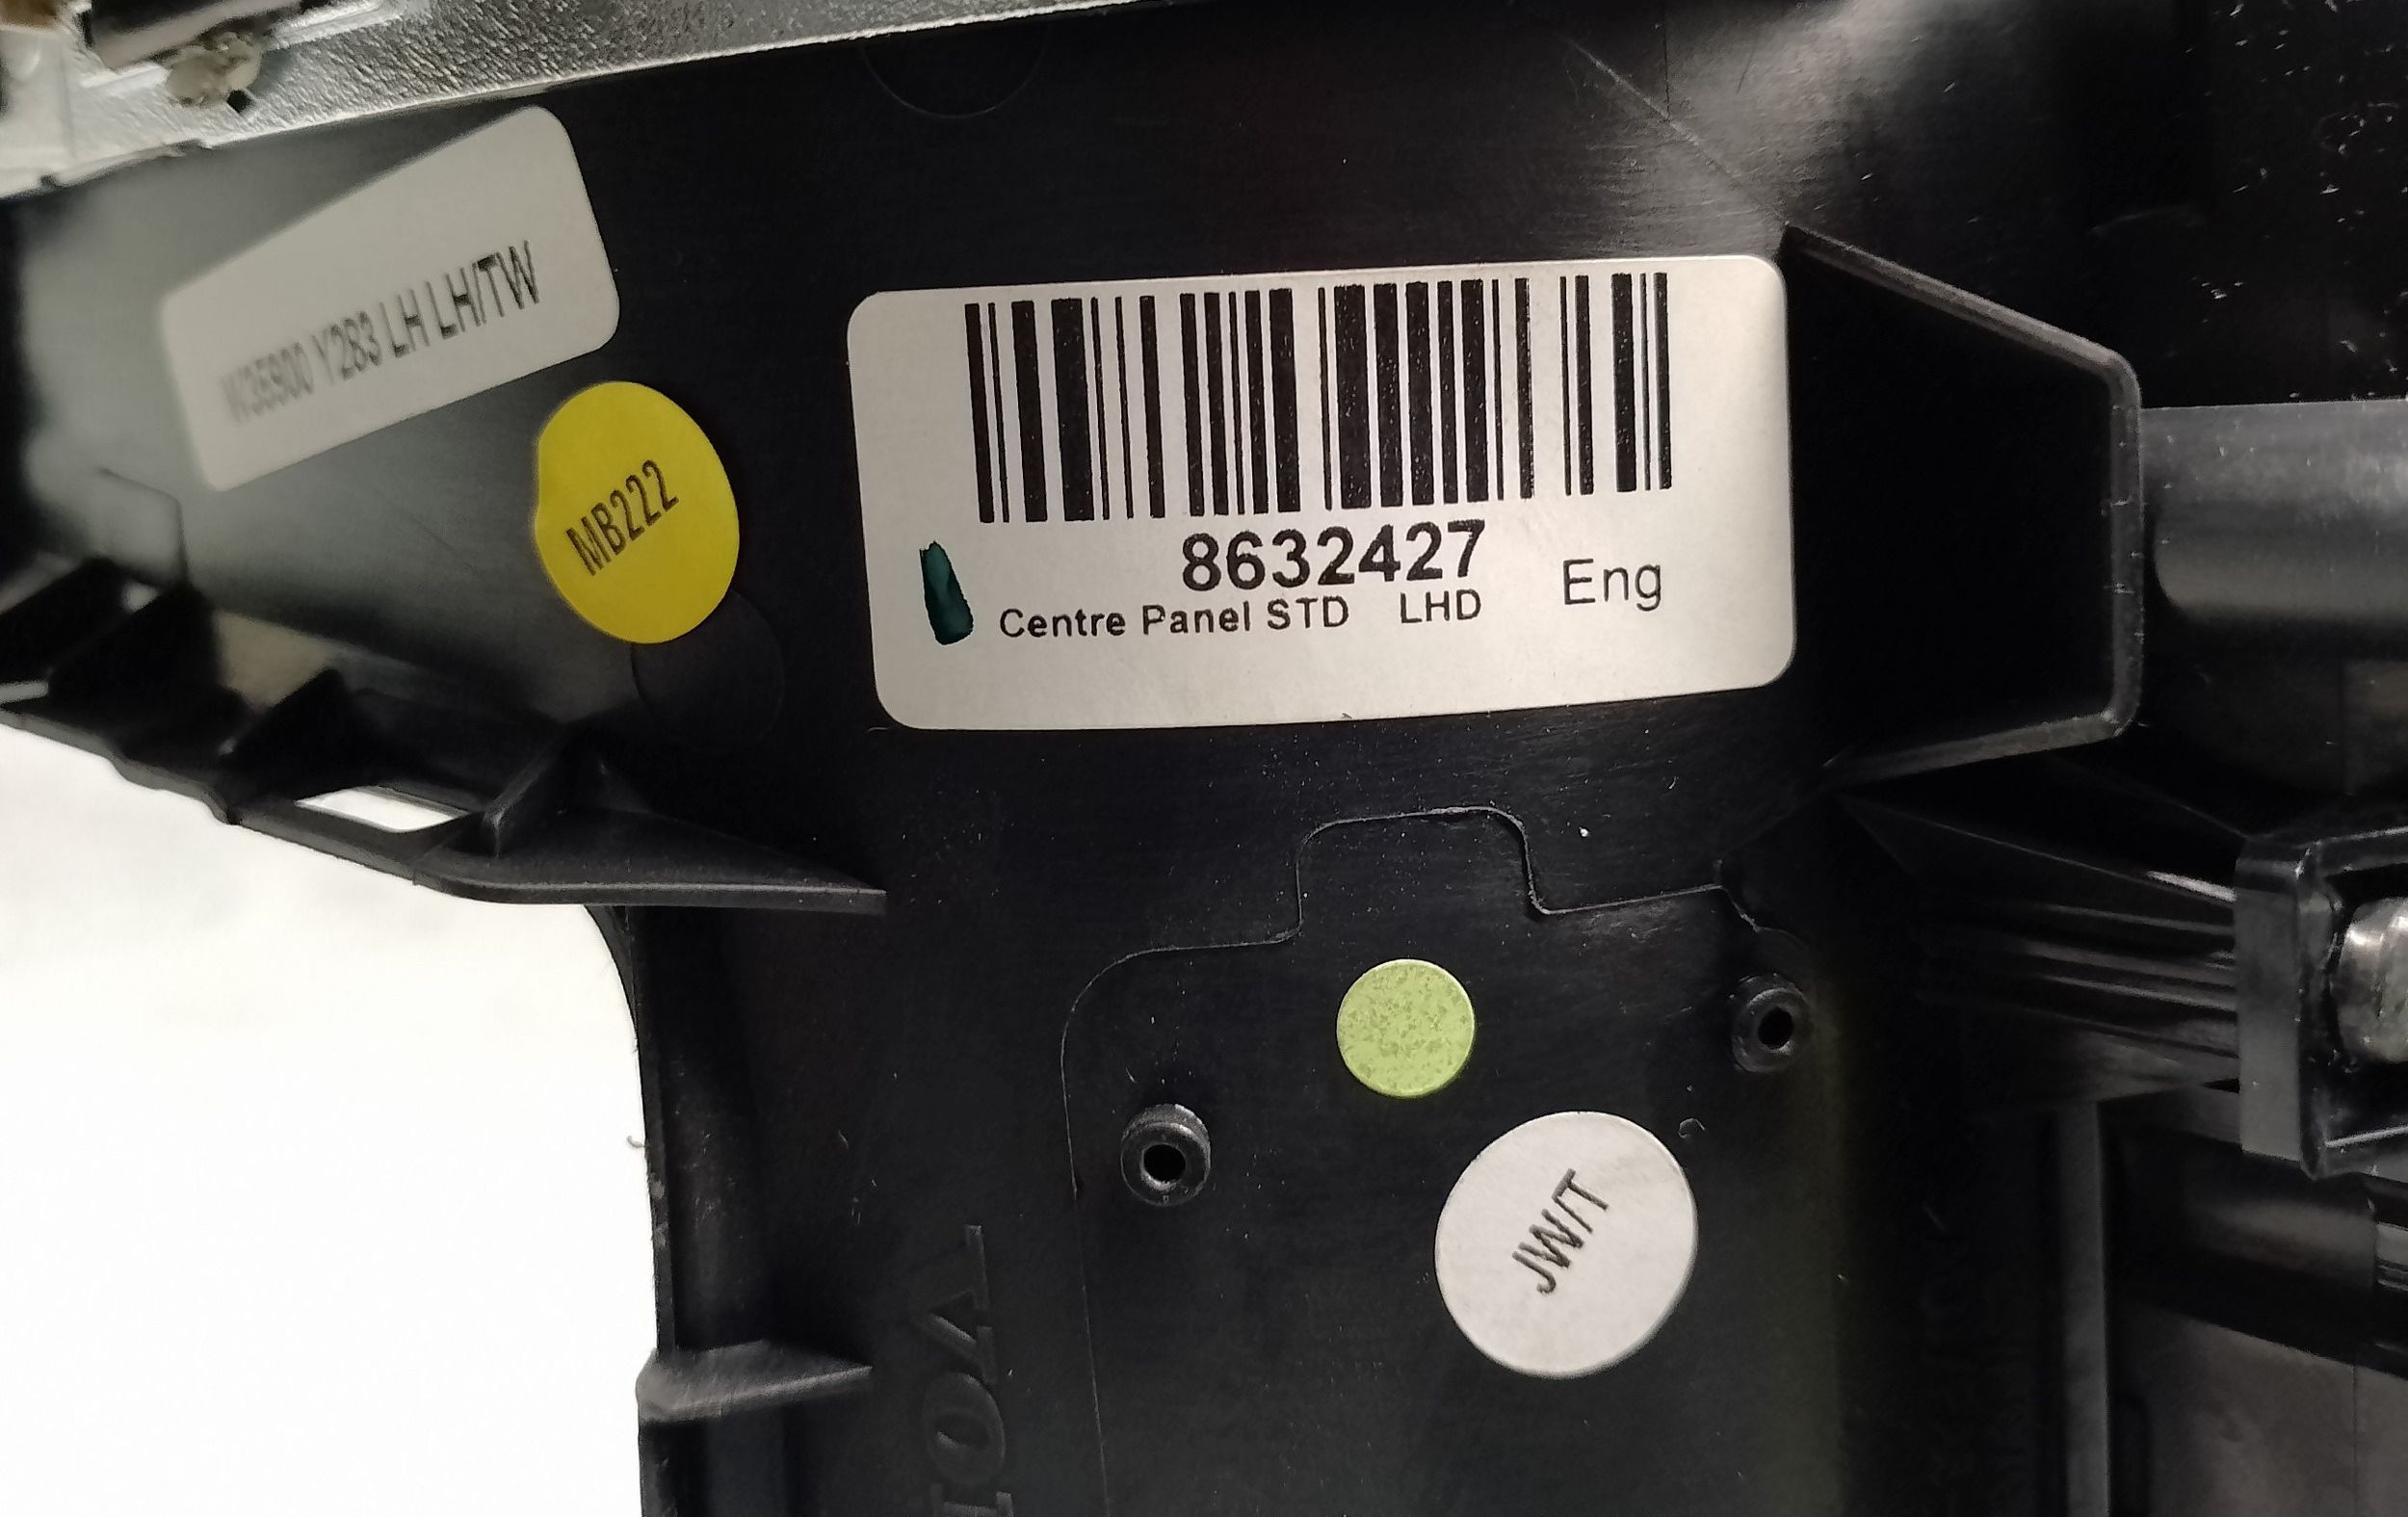 W35900 Y283 LH LH/TW
MB222
8632427
Eng
Centre Panel STD LHD
JW/T